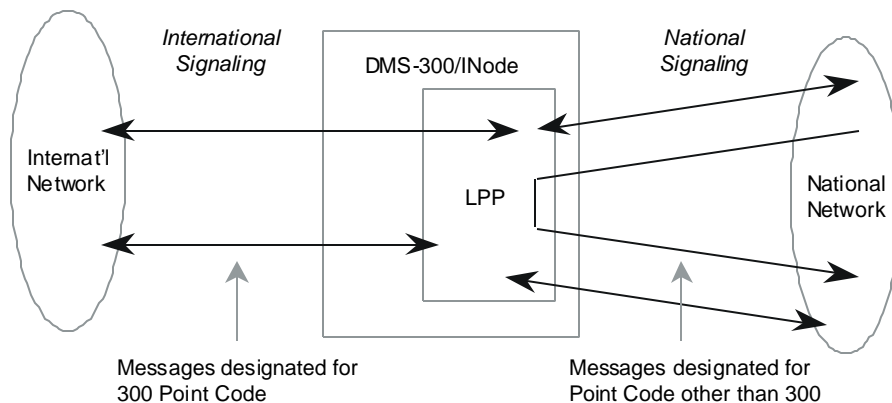 International
Signaling
National
Signaling
DMS-300/INode
Internat'l
Network
LPP
National
Network
Messages designated for
300 Point Code
Messages designated for
Point Code other than 300